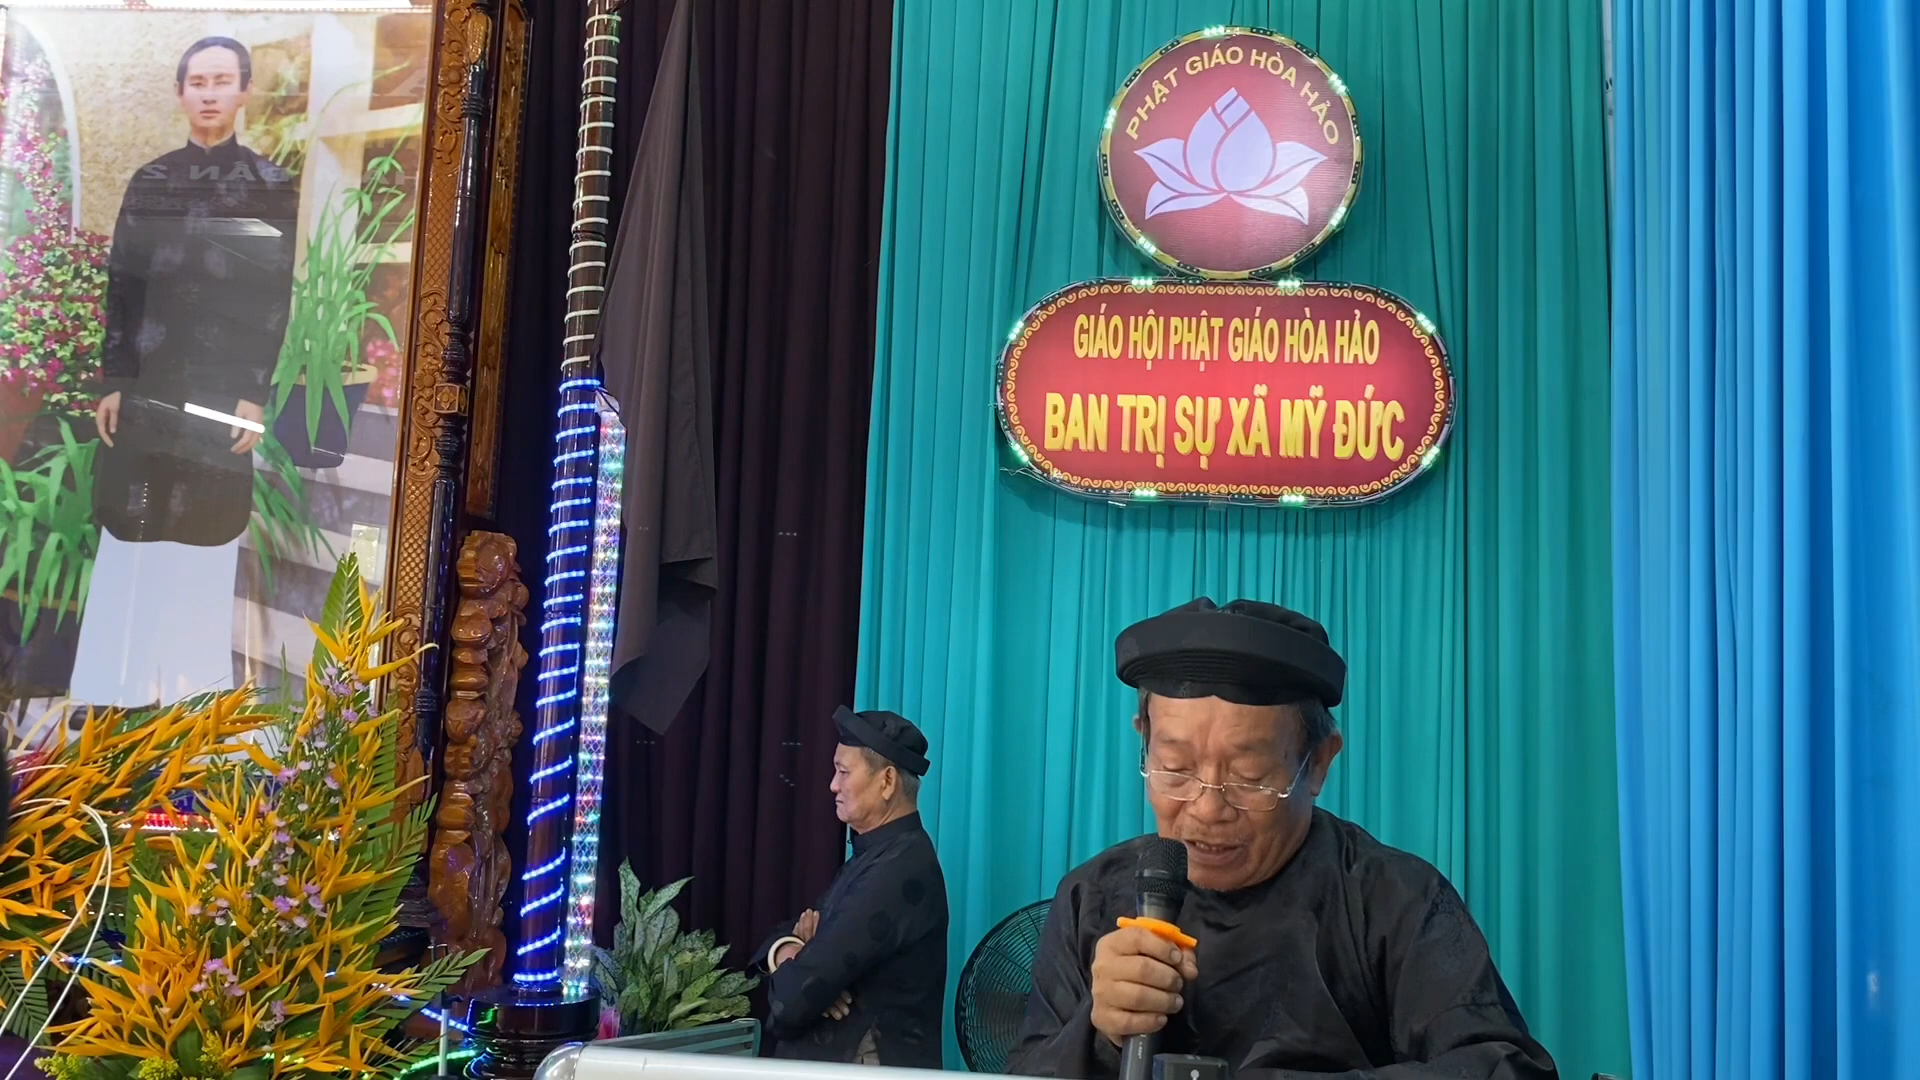 PHẬT GIÁO HÒA HẢO
GIÁO HỘI PHẬT GIÁO HÒA HẢO
BAN TRỊ SỰ XÃ MỸ ĐỨC